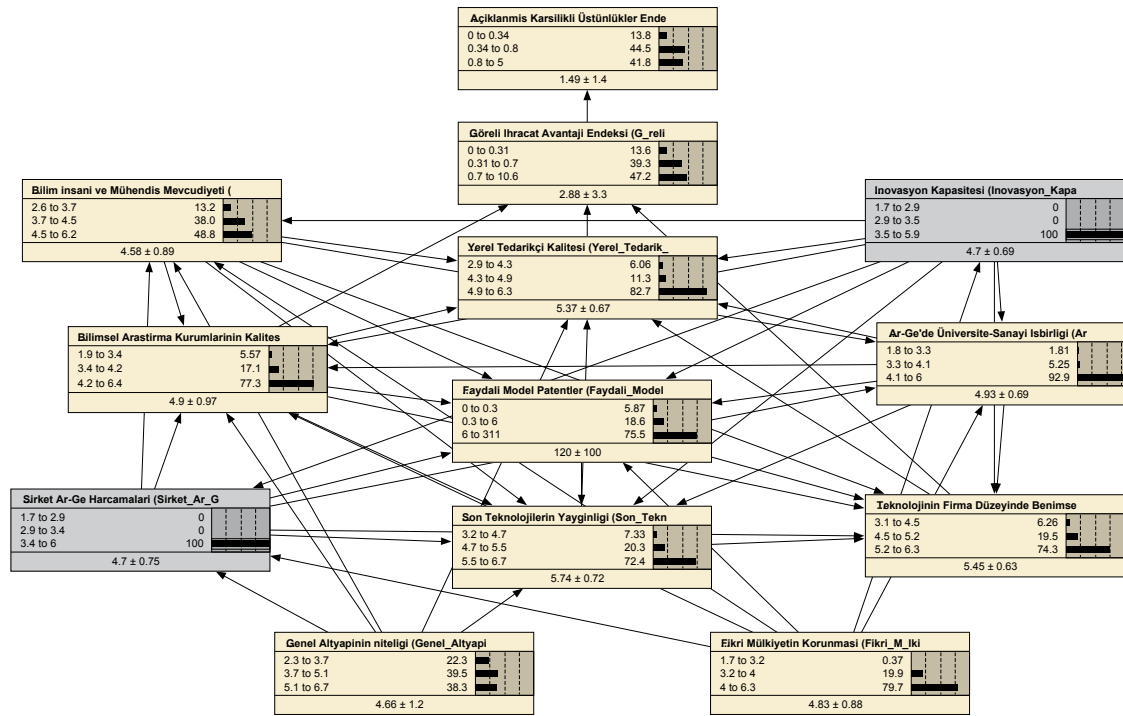 Açiklanmis Karsilikli Üstünlükler Ende
0 to 0.34 13.8
0.34 to 0.8 44.5
0.8 to 5 41.8
1.49 ± 1.4
Göreli Ihracat Avantaji Endeksi (G_reli
0 to 0.31 13.6
0.31 to 0.7 39.3
0.7 to 10.6 47.2
2.88 ± 3.3
Bilim insani ve Mühendis Mevcudiyeti (
2.6 to 3.7 13.2
3.7 to 4.5 38.0
4.5 to 6.2 48.8
4.58 ± 0.89
Inovasyon Kapasitesi (Inovasyon_Kapa
1.7 to 2.9 0
2.9 to 3.5 0
3.5 to 5.9 100
4.7 ± 0.69
Yerel Tedarikçi Kalitesi (Yerel_Tedarik_
2.9 to 4.3 6.06
4.3 to 4.9 11.3
4.9 to 6.3 82.7
5.37 ± 0.67
Bilimsel Arastirma Kurumlarinin Kalites
1.9 to 3.4 5.57
3.4 to 4.2 17.1
4.2 to 6.4 77.3
4.9 ± 0.97
Ar-Ge'de Üniversite-Sanayi Isbirligi (Ar
1.8 to 3.3 1.81
3.3 to 4.1 5.25
4.1 to 6 92.9
4.93 ± 0.69
Faydali Model Patentler (Faydali_Model
0 to 0.3 5.87
0.3 to 6 18.6
6 to 311 75.5
120 ± 100
Sirket Ar-Ge Harcamalari (Sirket_Ar_G
1.7 to 2.9 0
2.9 to 3.4 0
3.4 to 6 100
4.7 ± 0.75
Son Teknolojilerin Yayginligi (Son_Tekn
3.2 to 4.7 7.33
4.7 to 5.5 20.3
5.5 to 6.7 72.4
5.74 ± 0.72
Teknolojinin Firma Düzeyinde Benimse
3.1 to 4.5 6.26
4.5 to 5.2 19.5
5.2 to 6.3 74.3
5.45 ± 0.63
Genel Altyapinin niteligi (Genel_Altyapi
2.3 to 3.7 22.3
3.7 to 5.1 39.5
5.1 to 6.7 38.3
4.66 ± 1.2
Fikri Mülkiyetin Korunmasi (Fikri_M_lki
1.7 to 3.2 0.37
3.2 to 4 19.9
4 to 6.3 79.7
4.83 ± 0.88